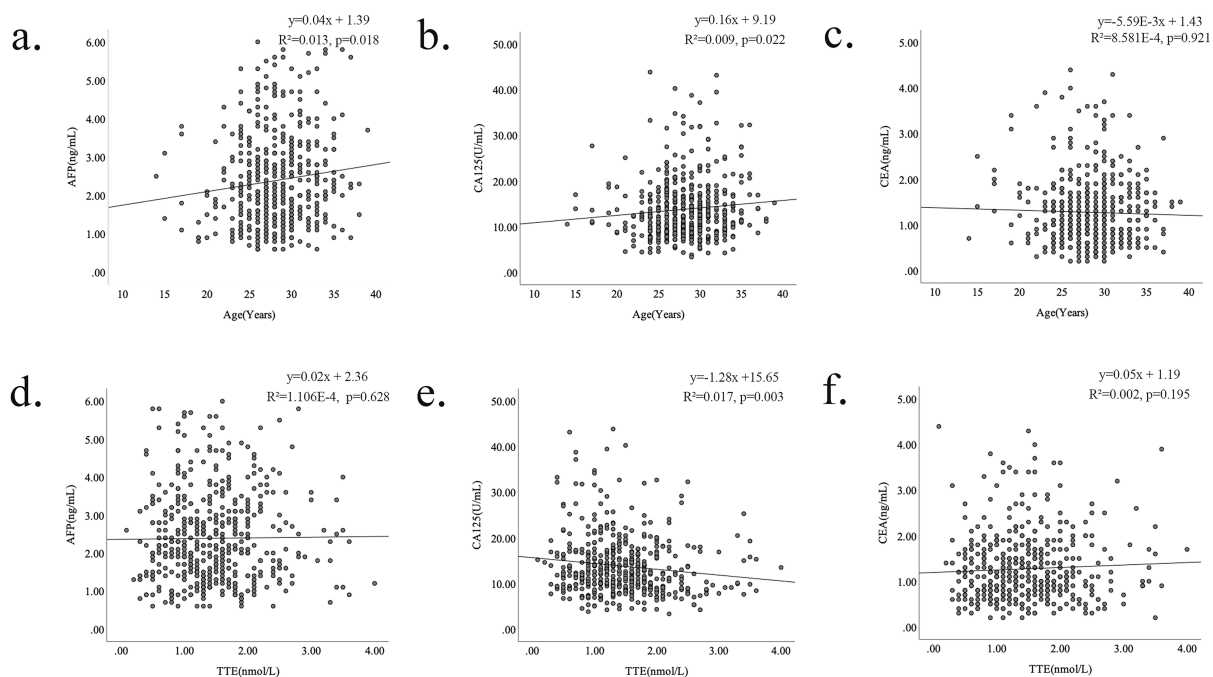 a.
y=0.04x + 1.39
R²=0.013, p=0.018
AFP(ng/mL)
6.00
5.00
4.00
3.00
2.00
1.00
.00
10 15 20 25 30 35 40
Age(Years)
b.
y=0.16x + 9.19
R²=0.009, p=0.022
CA125(U/mL)
50.00
40.00
30.00
20.00
10.00
.00
10 15 20 25 30 35 40
Age(Years)
c.
y=-5.59E-3x + 1.43
R²=8.581E-4, p=0.921
CEA(ng/mL)
5.00
4.00
3.00
2.00
1.00
.00
10 15 20 25 30 35 40
Age(Years)
d.
y=0.02x + 2.36
R²=1.106E-4, p=0.628
AFP(ng/mL)
6.00
5.00
4.00
3.00
2.00
1.00
.00
.00 1.00 2.00 3.00 4.00
TTE(nmol/L)
e.
y=-1.28x +15.65
R²=0.017, p=0.003
CA125(U/mL)
50.00
40.00
30.00
20.00
10.00
.00
.00 1.00 2.00 3.00 4.00
TTE(nmol/L)
f.
y=0.05x + 1.19
R²=0.002, p=0.195
CEA(ng/mL)
5.00
4.00
3.00
2.00
1.00
.00
.00 1.00 2.00 3.00 4.00
TTE(nmol/L)